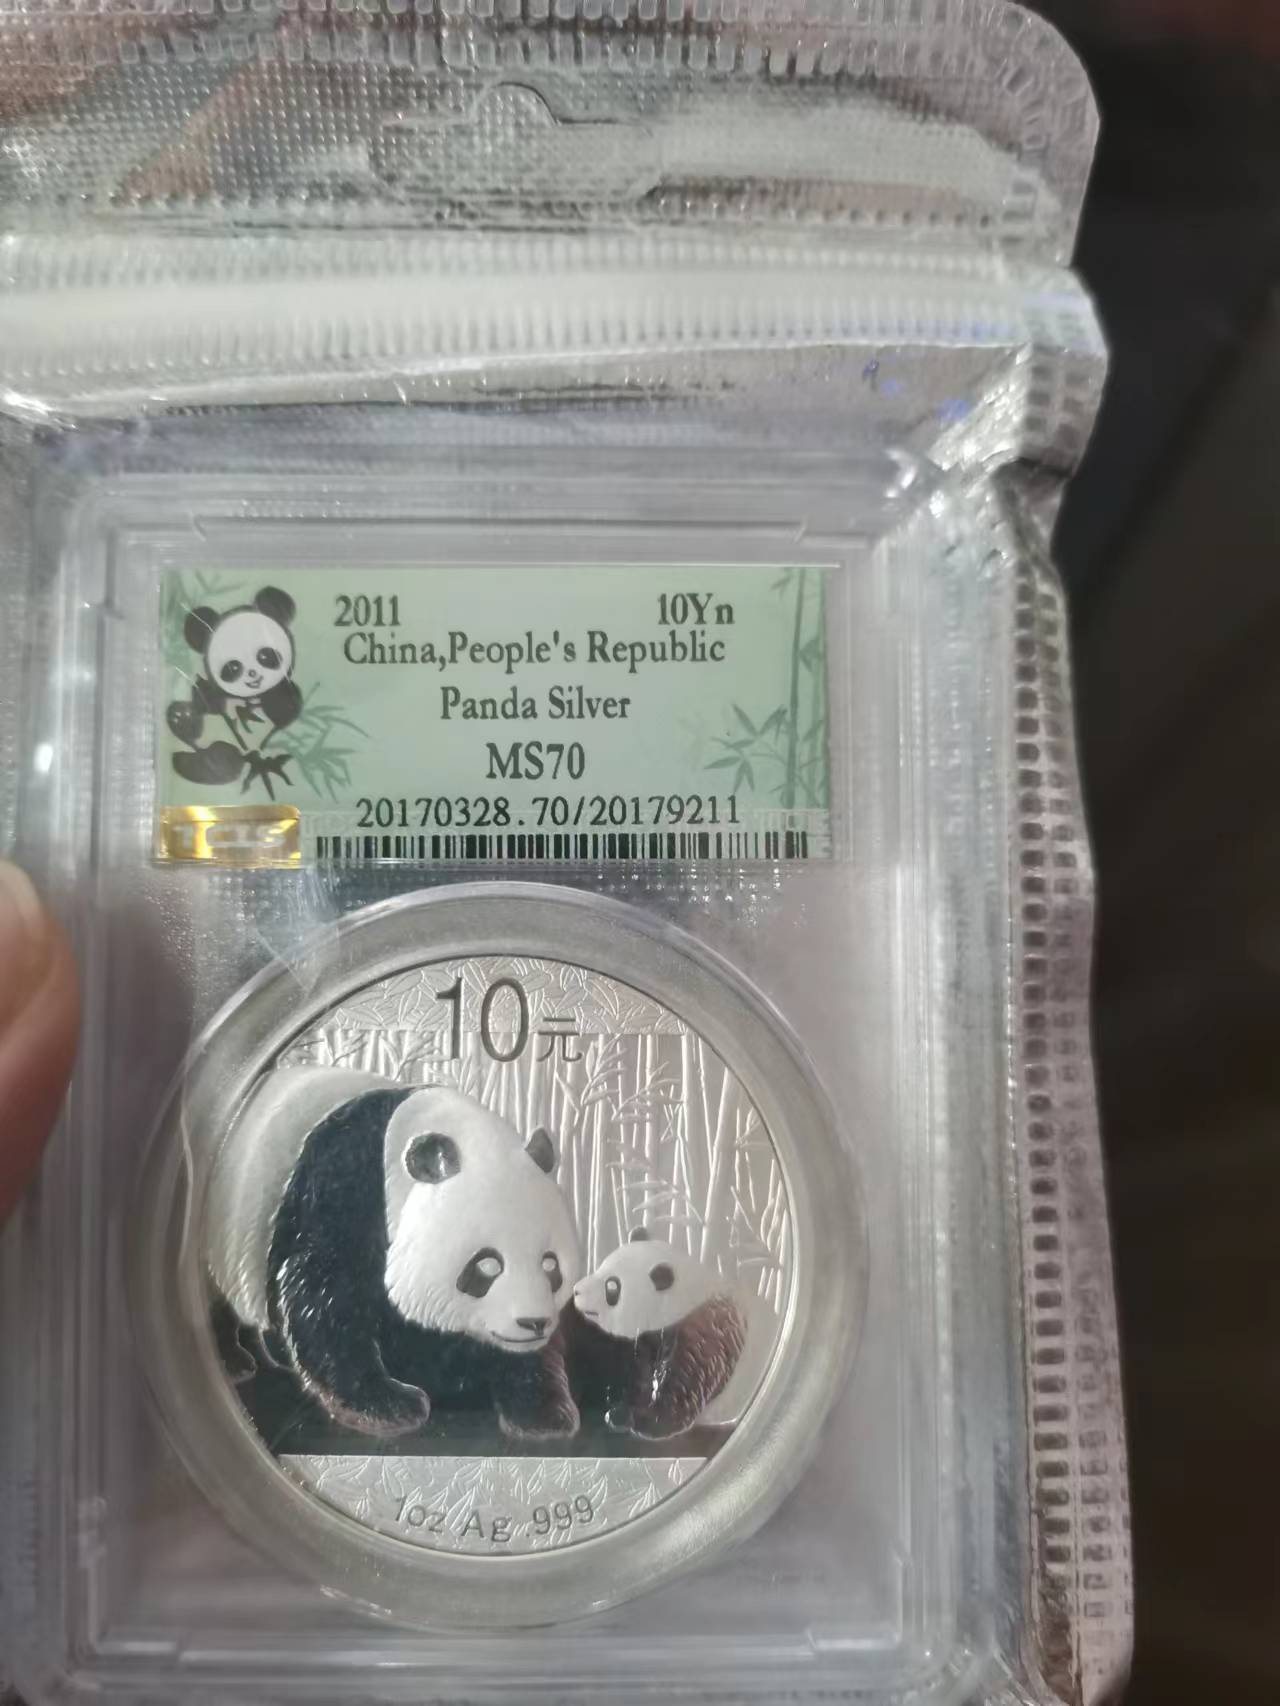 2011 10Yn
China,People's Republic
Panda Silver
MS70
20170328.70/20179211
10元
1oz Ag .999